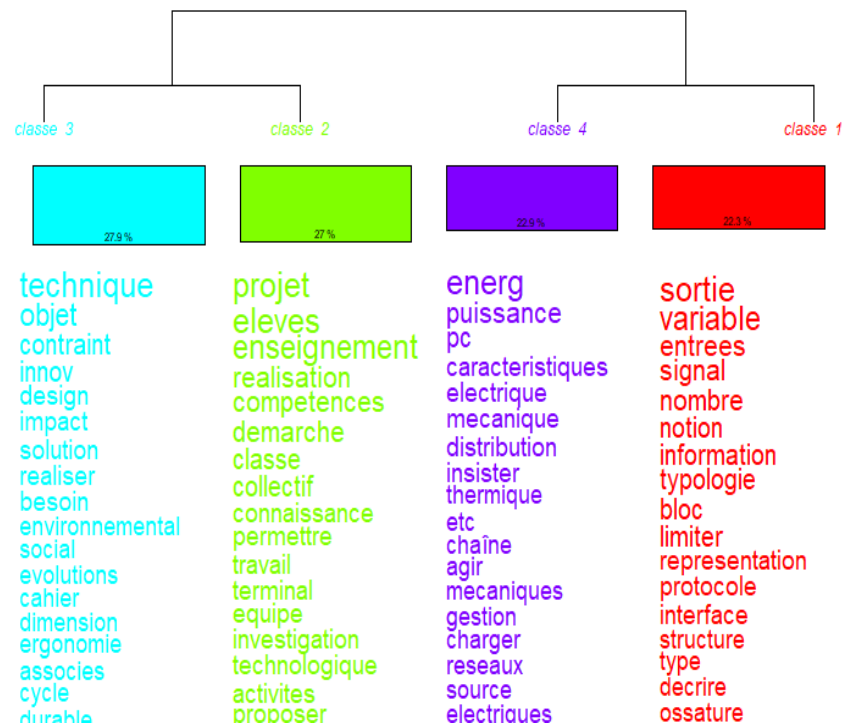 classe 3
classe 2
classe 4
classe 1
27.9 %
27 %
22.9 %
22.3 %
technique
objet
contraint
innov
design
impact
solution
realiser
besoin
environnemental
social
evolutions
cahier
dimension
ergonomie
associes
cycle
durable
projet
eleves
enseignement
realisation
competences
demarche
classe
collectif
connaissance
permettre
travail
terminal
equipe
investigation
technologique
activites
proposer
energ
puissance
pc
caracteristiques
electrique
mecanique
distribution
insister
thermique
etc
chaîne
agir
mecaniques
gestion
charger
reseaux
source
electriques
sortie
variable
entrees
signal
nombre
notion
information
typologie
bloc
limiter
representation
protocole
interface
structure
type
decrire
ossature